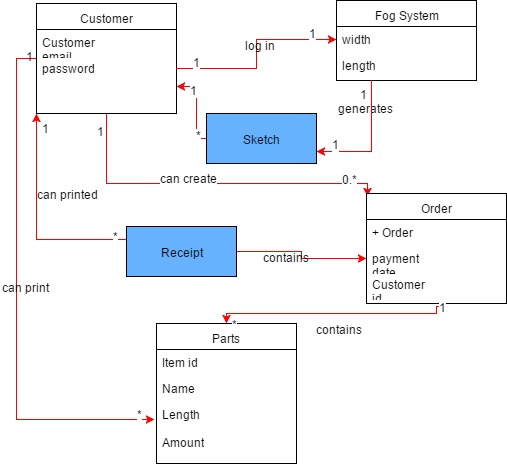 Customer
Customer
email
password
Fog System
width
length
1
log in
1
1
1
generates
1
*
Sketch
1
1
1
can create
0.*
can printed
*
Receipt
contains
Order
+ Order
payment
date
Customer
id
can print
1
contains
*
Parts
Item id
Name
Length
Amount
*